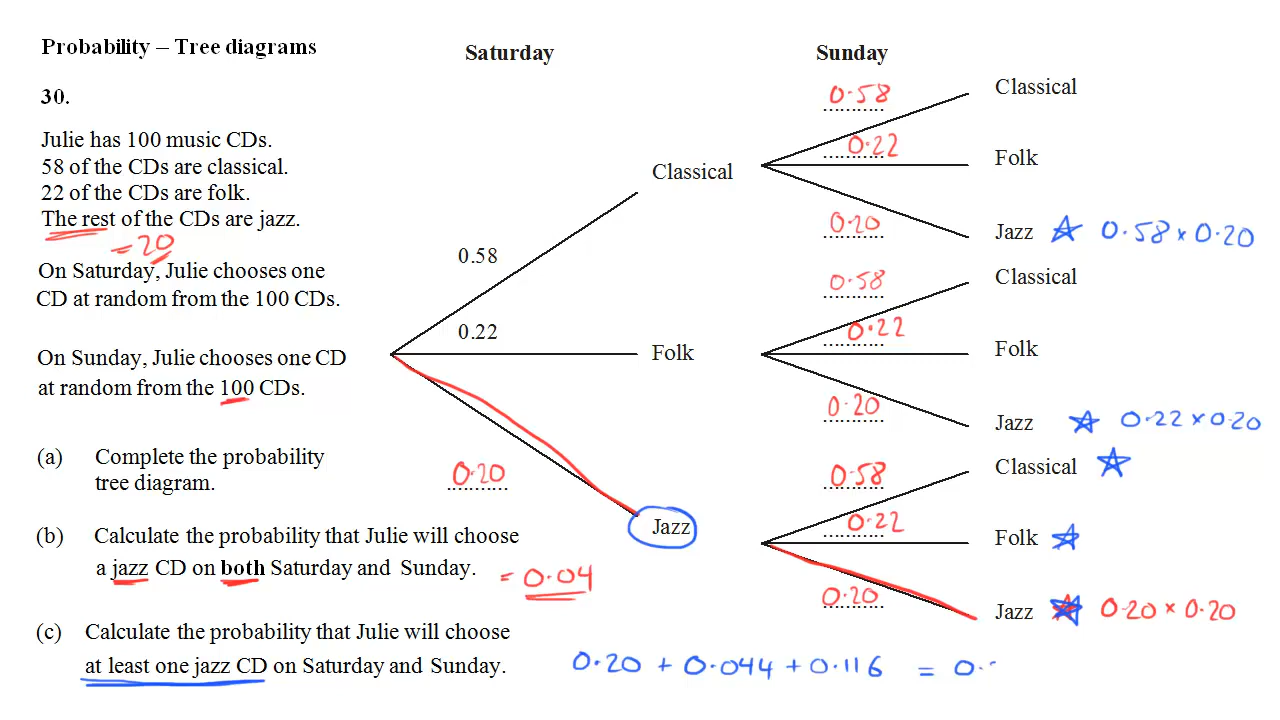 Probability – Tree diagrams
Saturday
Sunday
30.
Julie has 100 music CDs.
58 of the CDs are classical.
22 of the CDs are folk.
The rest of the CDs are jazz.
= 20
On Saturday, Julie chooses one
CD at random from the 100 CDs.
On Sunday, Julie chooses one CD
at random from the 100 CDs.
(a) Complete the probability
tree diagram.
(b) Calculate the probability that Julie will choose
a jazz CD on both Saturday and Sunday. = 0.04
(c) Calculate the probability that Julie will choose
at least one jazz CD on Saturday and Sunday.
0.20 + 0.044 + 0.116 = 0.
0.58
Classical
0.22
Folk
0.20
Jazz
0.58
Classical
0.22
Folk
0.20
Jazz
0.58 × 0.20
0.58
Classical
0.22
Folk
0.20
Jazz
0.22 × 0.20
0.58
Classical
0.22
Folk
0.20
Jazz
0.20 × 0.20